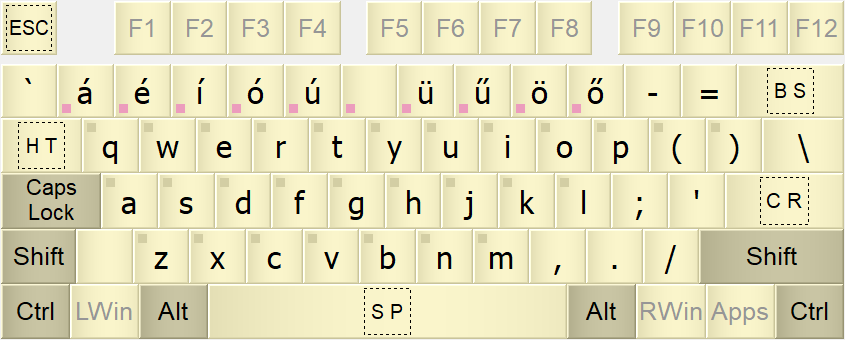 ESC F1 F2 F3 F4 F5 F6 F7 F8 F9 F10 F11 F12
` á é í ó ú ü ű ö ő - = BS
HT q w e r t y u i o p ( ) \
Caps Lock a s d f g h j k l ; ' CR
Shift z x c v b n m , . / Shift
Ctrl LWin Alt SP Alt RWin Apps Ctrl